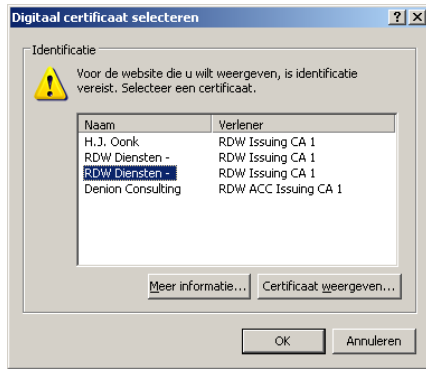 Digitaal certificaat selecteren
Identificatie
Voor de website die u wilt weergeven, is identificatie
vereist. Selecteer een certificaat.
Naam Verlener
H.J. Oonk RDW Issuing CA 1
RDW Diensten - RDW Issuing CA 1
RDW Diensten - RDW Issuing CA 1
Denion Consulting RDW ACC Issuing CA 1
Meer informatie... Certificaat weergeven...
OK Annuleren